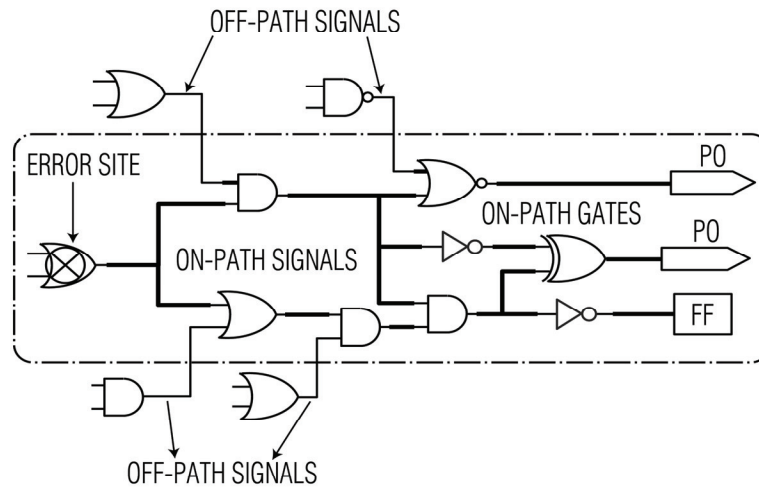 OFF-PATH SIGNALS
ERROR SITE
PO
ON-PATH GATES
PO
ON-PATH SIGNALS
FF
OFF-PATH SIGNALS